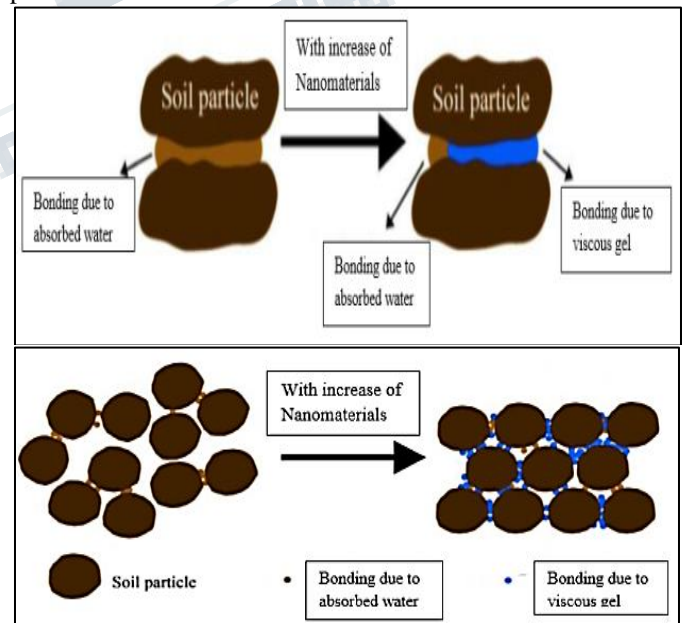 Soil particle
With increase of
Nanomaterials
Soil particle
Bonding due to
absorbed water
Bonding due to
absorbed water
Bonding due to
viscous gel
With increase of
Nanomaterials
Soil particle
Bonding due to
absorbed water
Bonding due to
viscous gel